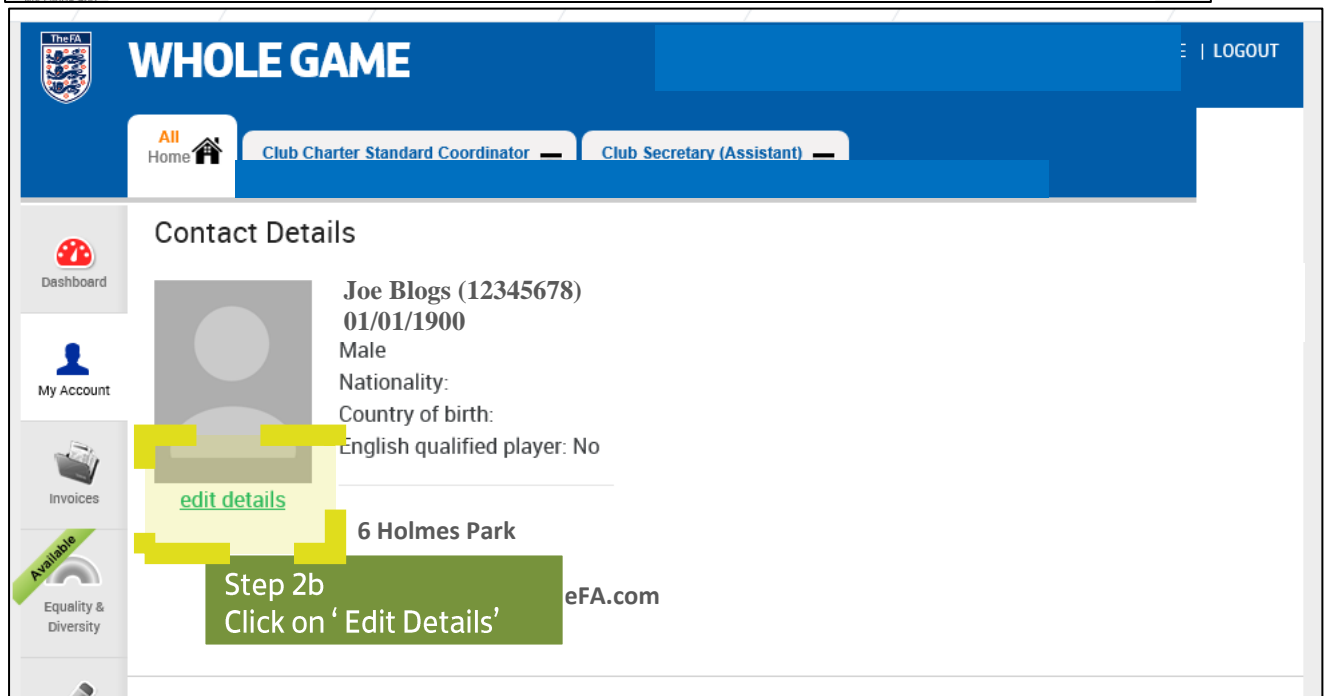 TheFA
WHOLE GAME
E | LOGOUT
All
Home
Club Charter Standard Coordinator
Club Secretary (Assistant)
Contact Details
Dashboard
Joe Blogs (12345678)
01/01/1900
Male
My Account
Nationality:
Country of birth:
English qualified player: No
Invoices
edit details
6 Holmes Park
Available
Step 2b
Click on ‘ Edit Details’
eFA.com
Equality &
Diversity